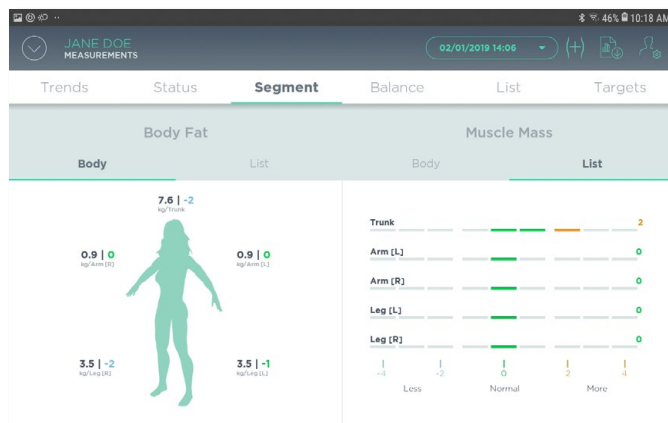 46% 10:18 AM
JANE DOE
MEASUREMENTS
02/01/2019 14:06
(+)
Trends Status Segment Balance List Targets
Body Fat
Body List
7.6 | -2
kg/Trunk
0.9 | 0
kg/Arm [R]
0.9 | 0
kg/Arm [L]
3.5 | -2
kg/Leg [R]
3.5 | -1
kg/Leg [L]
Muscle Mass
Body List
Trunk 2
Arm [L] 0
Arm [R] 0
Leg [L] 0
Leg [R] 0
-4 -2 0 2 4
Less Normal More